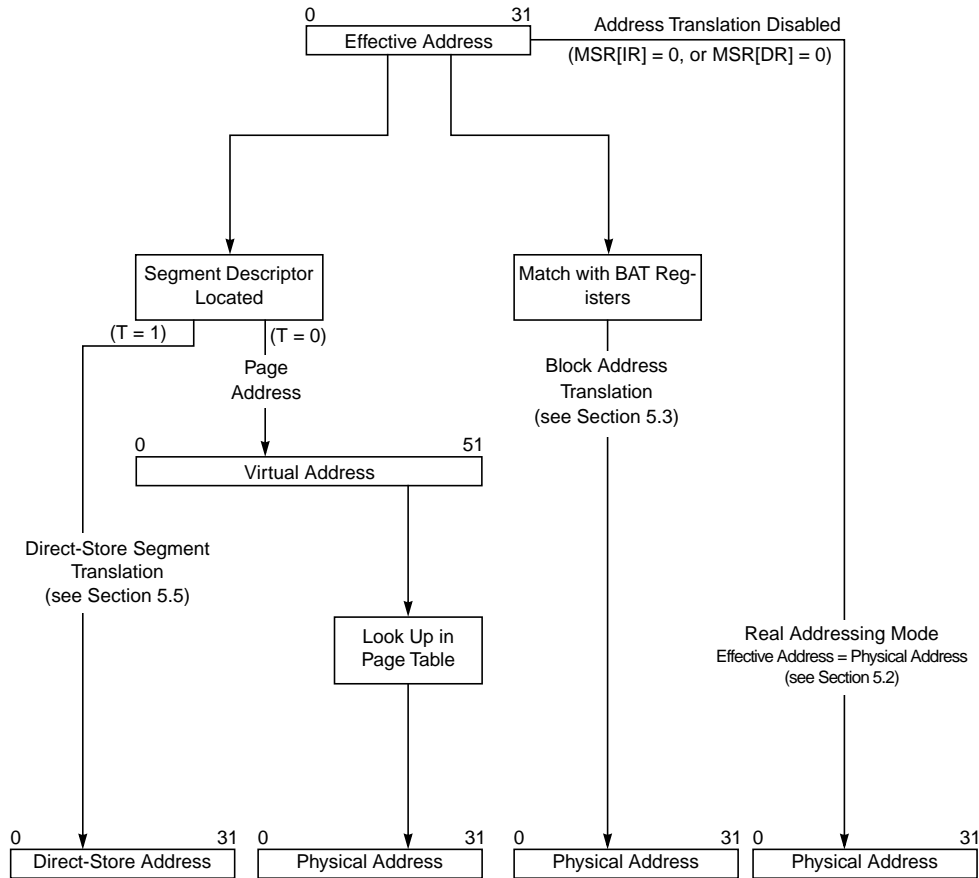 0 31
Effective Address
Address Translation Disabled
(MSR[IR] = 0, or MSR[DR] = 0)
Segment Descriptor
Located
Match with BAT Reg-
isters
(T = 1)
(T = 0)
Page
Address
Block Address
Translation
(see Section 5.3)
0 51
Virtual Address
Direct-Store Segment
Translation
(see Section 5.5)
Look Up in
Page Table
Real Addressing Mode
Effective Address = Physical Address
(see Section 5.2)
0 31
Direct-Store Address
0 31
Physical Address
0 31
Physical Address
0 31
Physical Address